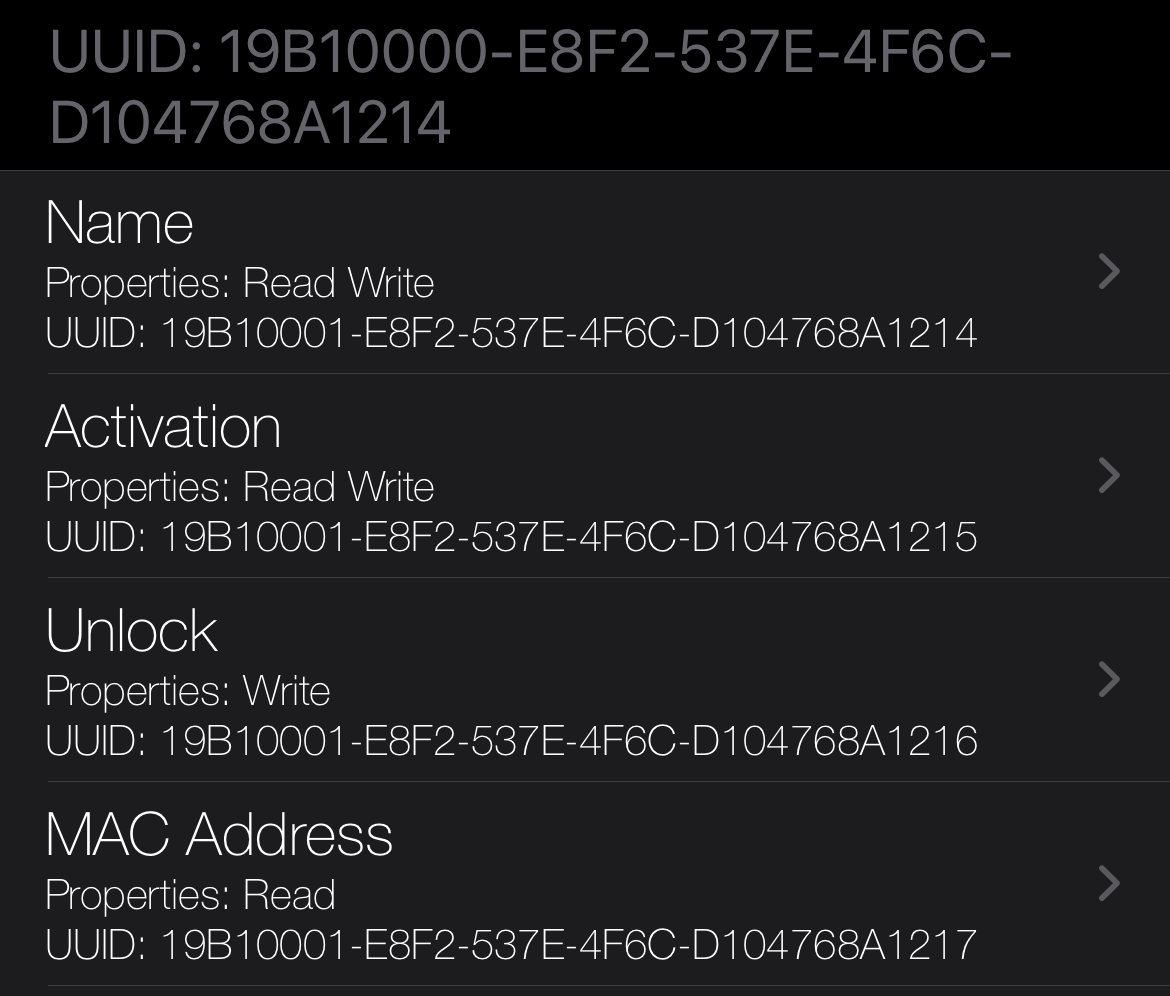 UUID: 19B10000-E8F2-537E-4F6C-
D104768A1214
Name
Properties: Read Write
UUID: 19B10001-E8F2-537E-4F6C-D104768A1214
Activation
Properties: Read Write
UUID: 19B10001-E8F2-537E-4F6C-D104768A1215
Unlock
Properties: Write
UUID: 19B10001-E8F2-537E-4F6C-D104768A1216
MAC Address
Properties: Read
UUID: 19B10001-E8F2-537E-4F6C-D104768A1217